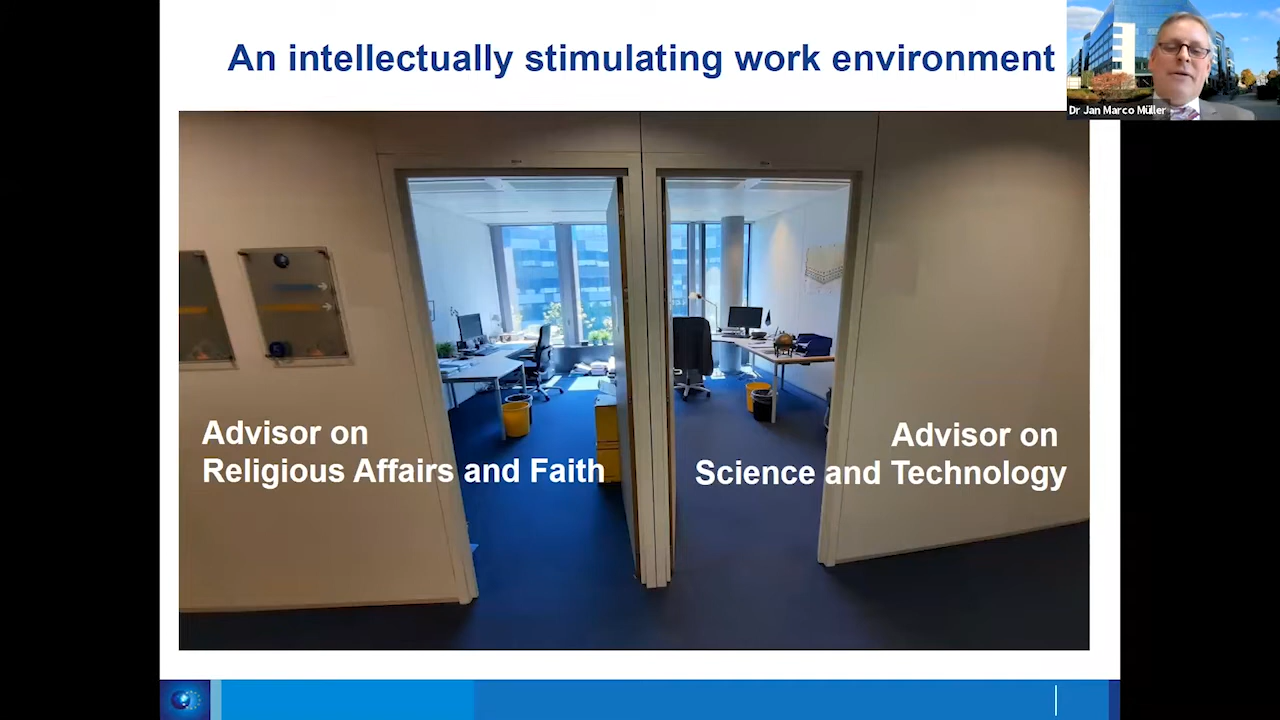 An intellectually stimulating work environment
Dr Jan Marco Müller
Advisor on
Religious Affairs and Faith
Advisor on
Science and Technology